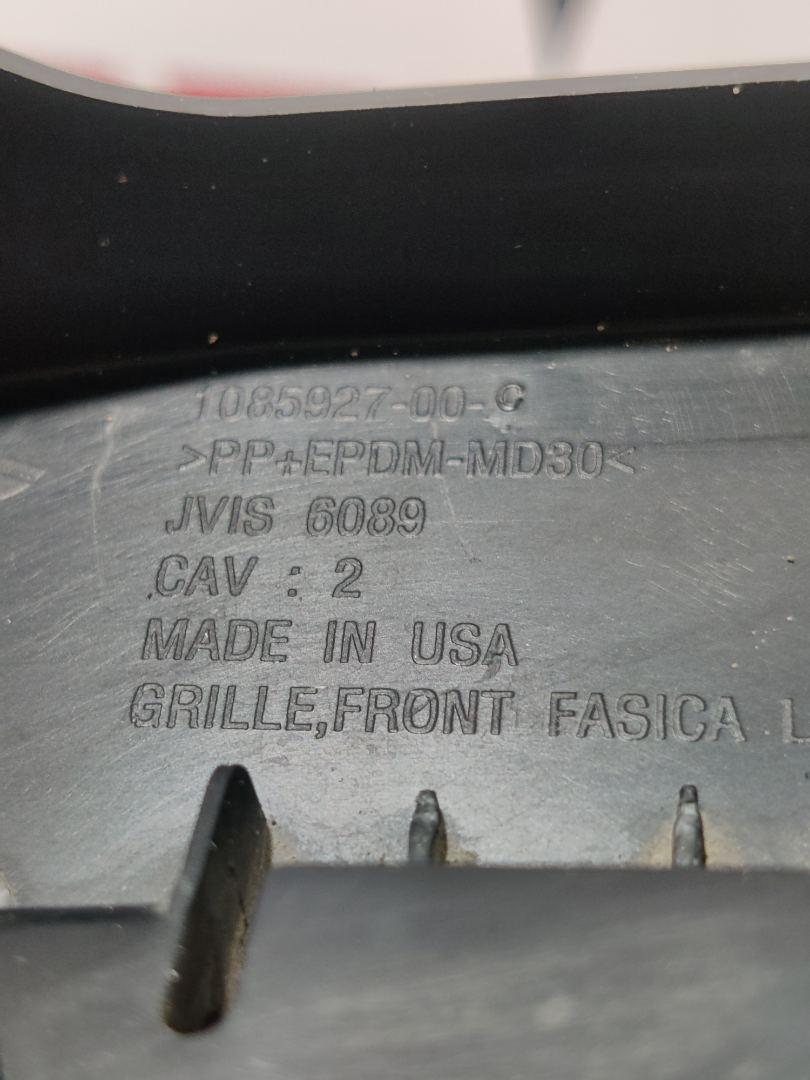 1085927-00-C
>PP+EPDM-MD30<
JVIS 6089
CAV : 2
MADE IN USA
GRILLE,FRONT FASICA L